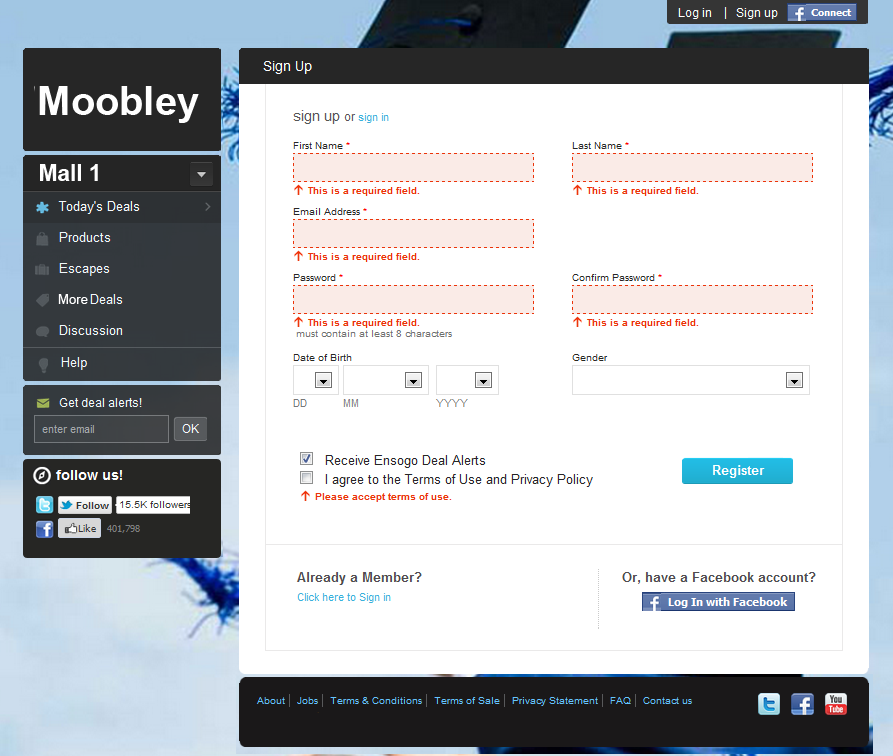 Log in | Sign up Connect
Moobley
Mall 1
Today's Deals
Products
Escapes
More Deals
Discussion
Help
Get deal alerts!
enter email OK
follow us!
Follow 15.5K followers
Like 401,798
Sign Up
sign up or sign in
First Name * Last Name *
This is a required field. This is a required field.
Email Address *
This is a required field.
Password * Confirm Password *
This is a required field. This is a required field.
must contain at least 8 characters
Date of Birth Gender
DD MM YYYY
Receive Ensogo Deal Alerts
I agree to the Terms of Use and Privacy Policy
Please accept terms of use.
Register
Already a Member? Or, have a Facebook account?
Click here to Sign in Log In with Facebook
About | Jobs | Terms & Conditions | Terms of Sale | Privacy Statement | FAQ | Contact us
You Tube